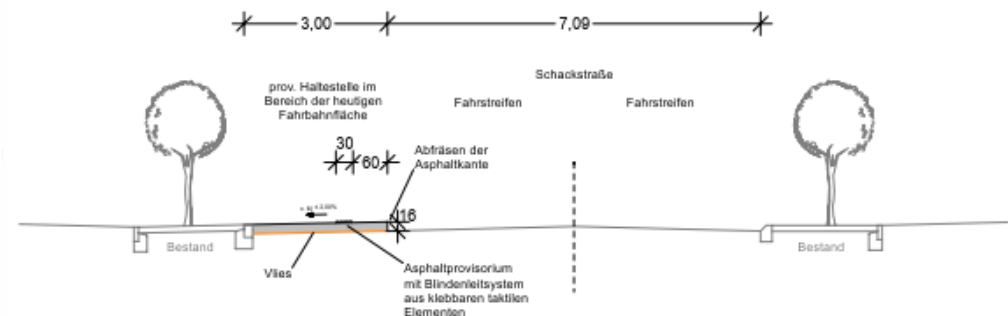 3,00
7,09
Schackstraße
prov. Haltestelle im
Bereich der heutigen
Fahrbahnfläche
Fahrstreifen
Fahrstreifen
30
60
Abfräsen der
Asphaltkante
16
Bestand
Bestand
Vlies
Asphaltprovisorium
mit Blindenleitsystem
aus klebbaren taktilen
Elementen